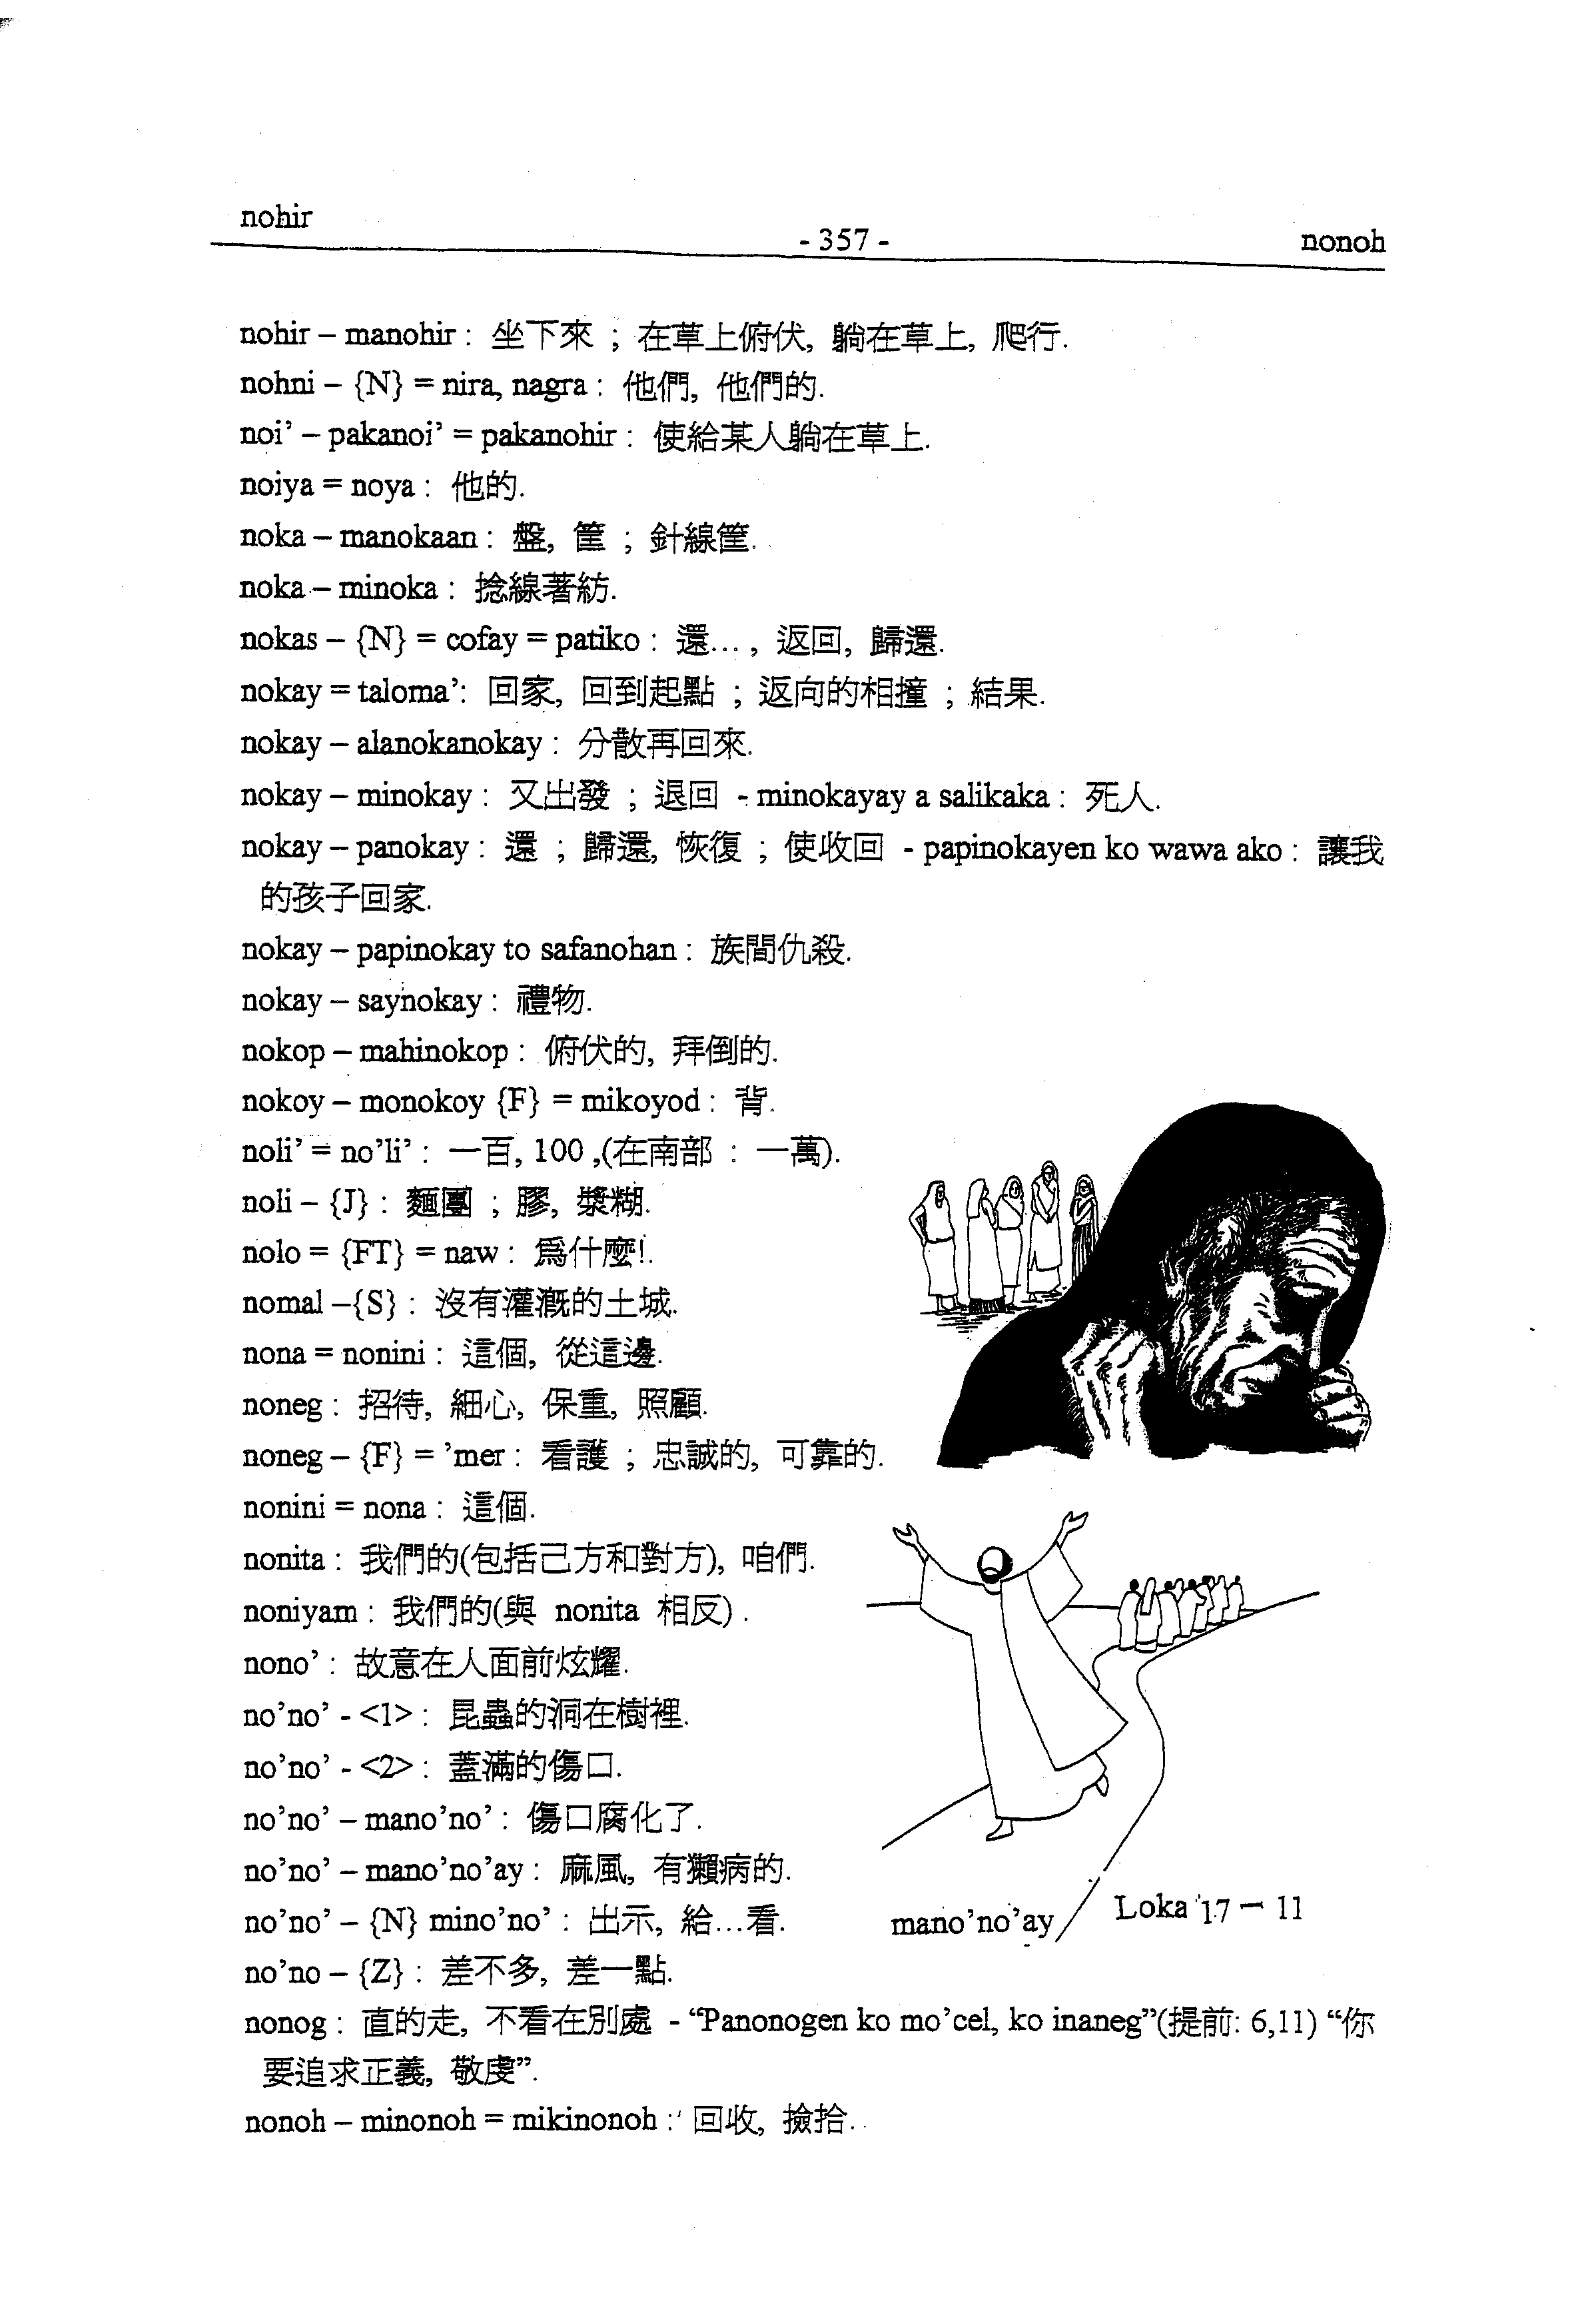 nohir
- 357 -
nonoh
nohir – manohir : 坐下來 ; 在草上俯伏, 躺在草上, 爬行.
nohni – {N} = nira, nagra : 他們, 他們的.
noi’ – pakanoi’ = pakanohir : 使給某人躺在草上.
noiya = noya : 他的.
noka – manokaan : 盤, 筐 ; 針線筐.
noka – minoka : 捻線著紡.
nokas – {N} = cofay = patiko : 還… , 返回, 歸還.
nokay = taloma’: 回家, 回到起點 ; 返向的相撞 ; 結果.
nokay – alanokanokay : 分散再回來.
nokay – minokay : 又出發 ; 退回 - minokayay a salikaka : 死人.
nokay – panokay : 還 ; 歸還, 恢復 ; 使收回 - papinokayen ko wawa ako : 讓我
的孩子回家.
nokay – papinokay to safanohan : 族間仇殺.
nokay – saynokay : 禮物.
nokop – mahinokop : 俯伏的, 拜倒的.
nokoy – monokoy {F} = mikoyod : 背.
noli’ = no’li’ : 一百, 100 ,(在南部 : 一萬).
noli – {J} : 麵團 ; 膠, 漿糊.
nolo = {FT} = naw : 爲什麼!.
nomal –{S} : 沒有灌溉的土城.
nona = nonini : 這個, 從這邊.
noneg : 招待, 細心, 保重, 照顧.
noneg – {F} = ’mer : 看護 ; 忠誠的, 可靠的.
nonini = nona : 這個.
nonita : 我們的(包括己方和對方), 咱們.
noniyam : 我們的(與 nonita 相反) .
nono’ : 故意在人面前炫耀.
no’no’ - <1> : 昆蟲的洞在樹裡.
no’no’ - <2> : 蓋滿的傷口.
no’no’ – mano’no’ : 傷口腐化了.
no’no’ – mano’no’ay : 麻風, 有獺病的.
no’no’ – {N} mino’no’ : 出示, 給…看.
mano’no’ay
Loka 17 – 11
no’no – {Z} : 差不多, 差一點.
nonog : 直的走, 不看在別處 - “Panonogen ko mo’cel, ko inaneg”(提前: 6,11) “你
要追求正義, 敬虔”.
nonoh – minonoh = mikinonoh : 回收, 撿拾.